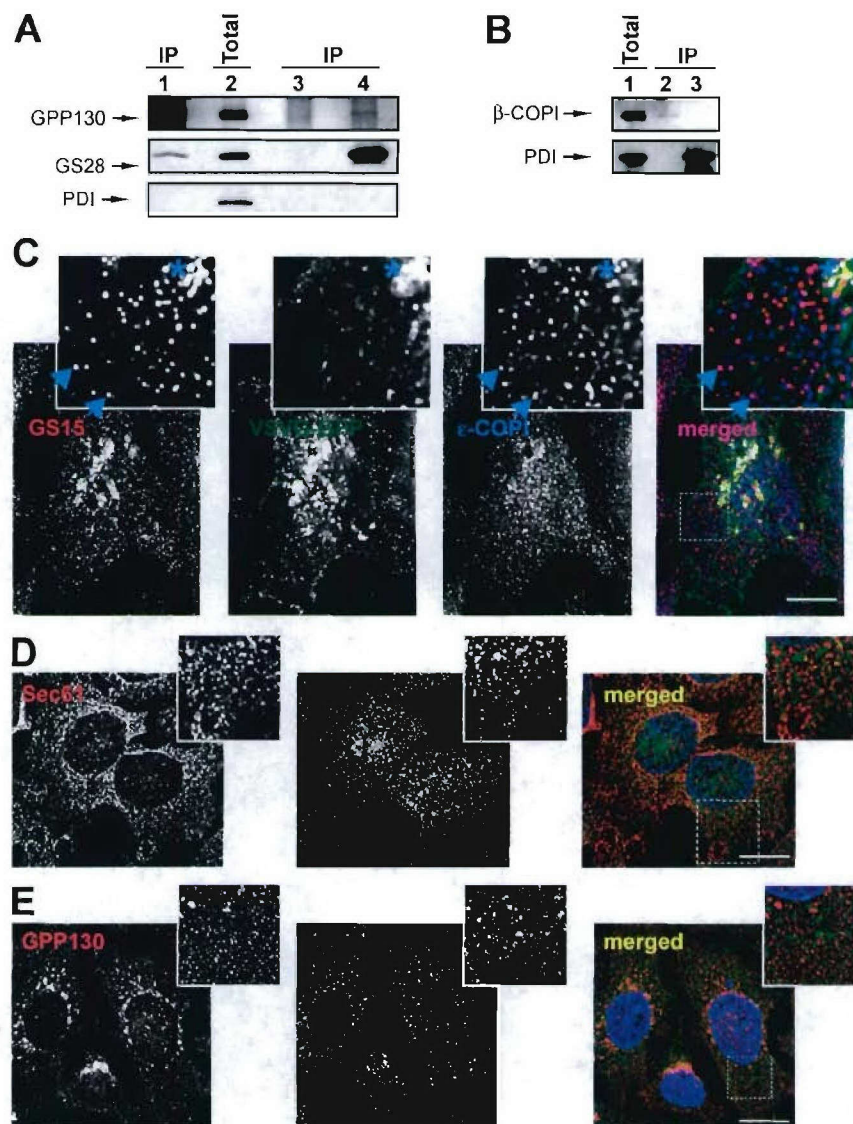 A
B
IP Total IP
1 2 3 4
GPP130
GS28
PDI
Total IP
1 2 3
β-COPI
PDI
C
GS15
ε-COPI
merged
D
Sec61
merged
E
GPP130
merged